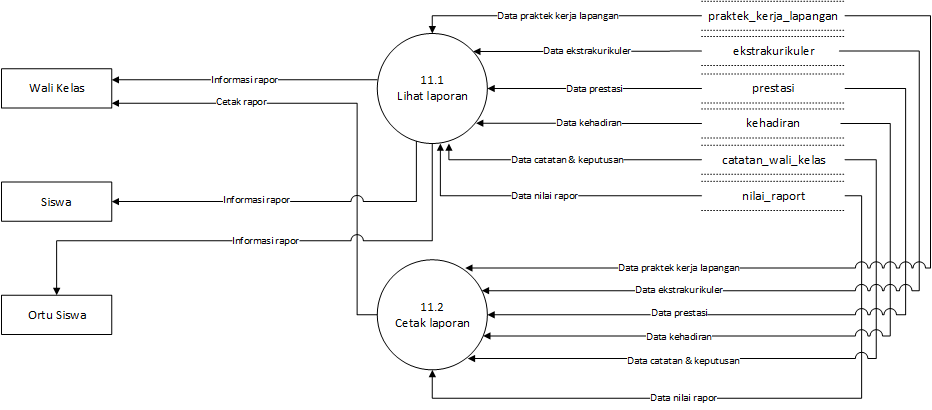 Data praktek kerja lapangan
praktek_kerja_lapangan
Data ekstrakurikuler
ekstrakurikuler
Wali Kelas
Informasi rapor
11.1
Lihat laporan
Data prestasi
prestasi
Cetak rapor
Data kehadiran
kehadiran
Data catatan & keputusan
catatan_wali_kelas
Siswa
Informasi rapor
Data nilai rapor
nilai_raport
Informasi rapor
Data praktek kerja lapangan
Data ekstrakurikuler
Ortu Siswa
11.2
Cetak laporan
Data prestasi
Data kehadiran
Data catatan & keputusan
Data nilai rapor